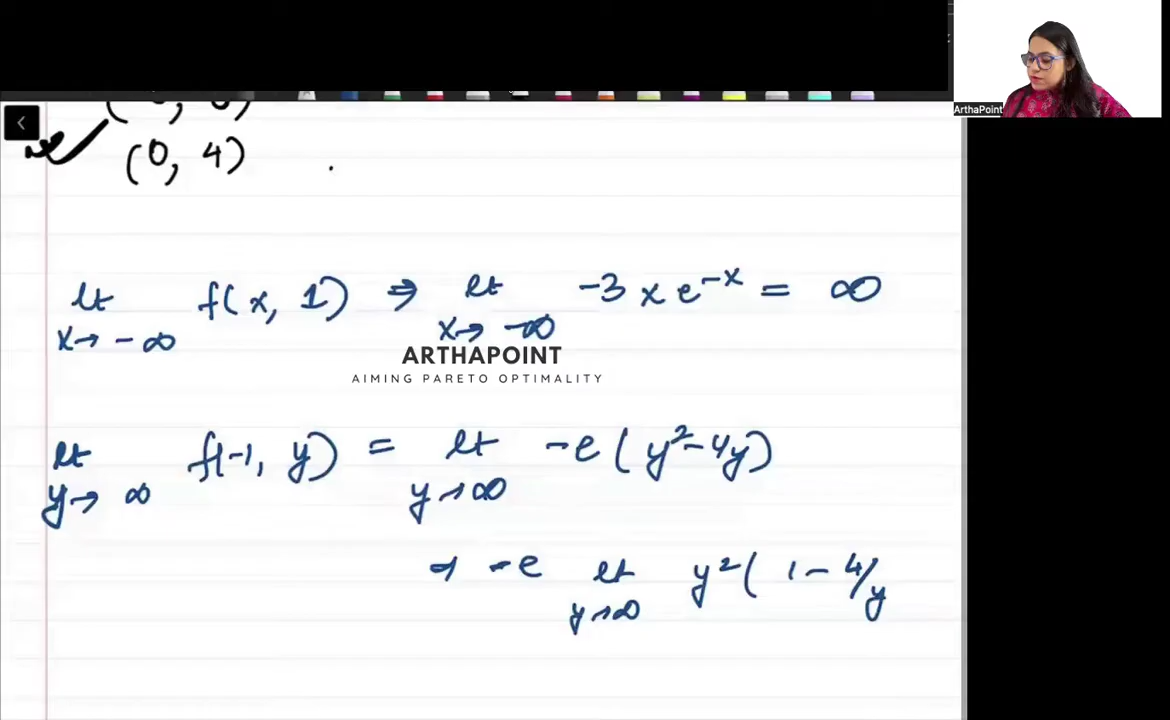 ArthaPoint
(0, 4)
lt x→ -∞ f(x, 1) ⇒ lt x→ -∞ -3 x e^-x = ∞
ARTHAPOINT
AIMING PARETO OPTIMALITY
lt y→ ∞ f(-1, y) = lt y→∞ -e ( y² - 4y)
⇒ -e lt y→∞ y² ( 1 - 4/y